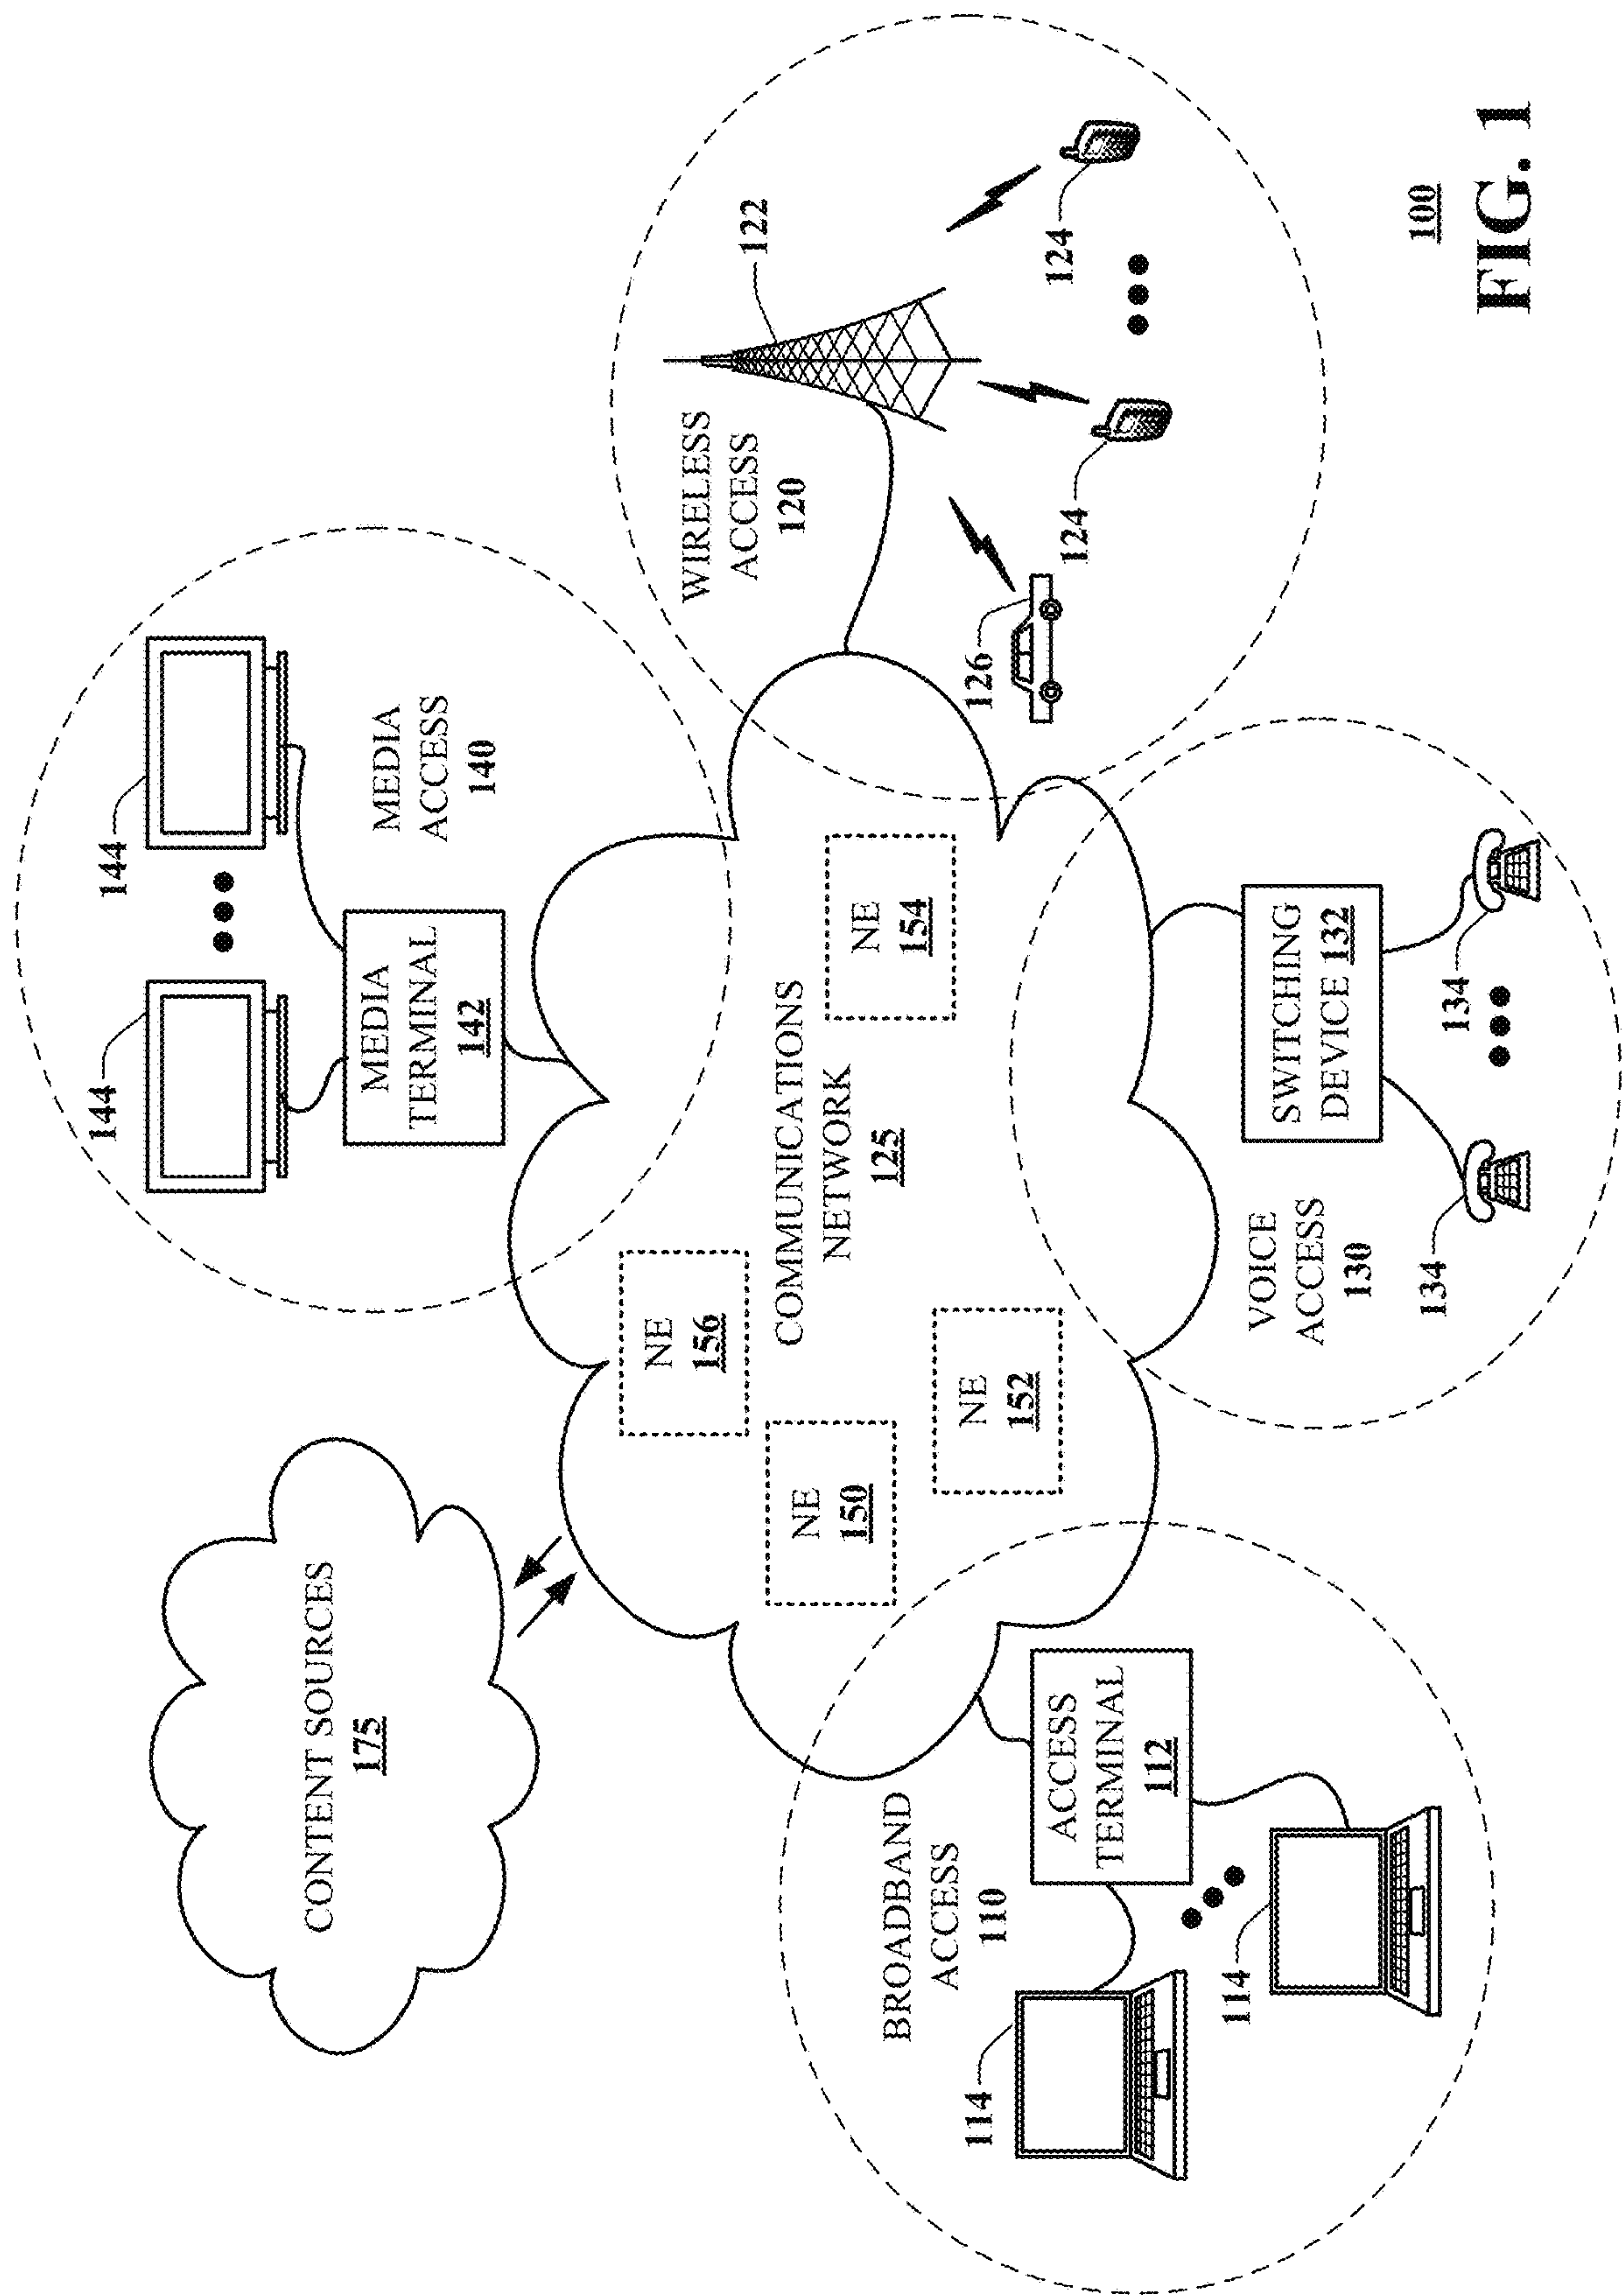 CONTENT SOURCES
175
144
144
MEDIA
TERMINAL
142
MEDIA
ACCESS
140
NE
156
NE
150
NE
152
COMMUNICATIONS
NETWORK
125
NE
154
WIRELESS
ACCESS
120
122
126
124
124
BROADBAND
ACCESS
110
ACCESS
TERMINAL
112
114
114
VOICE
ACCESS
130
SWITCHING
DEVICE 132
134
134
100
FIG. 1